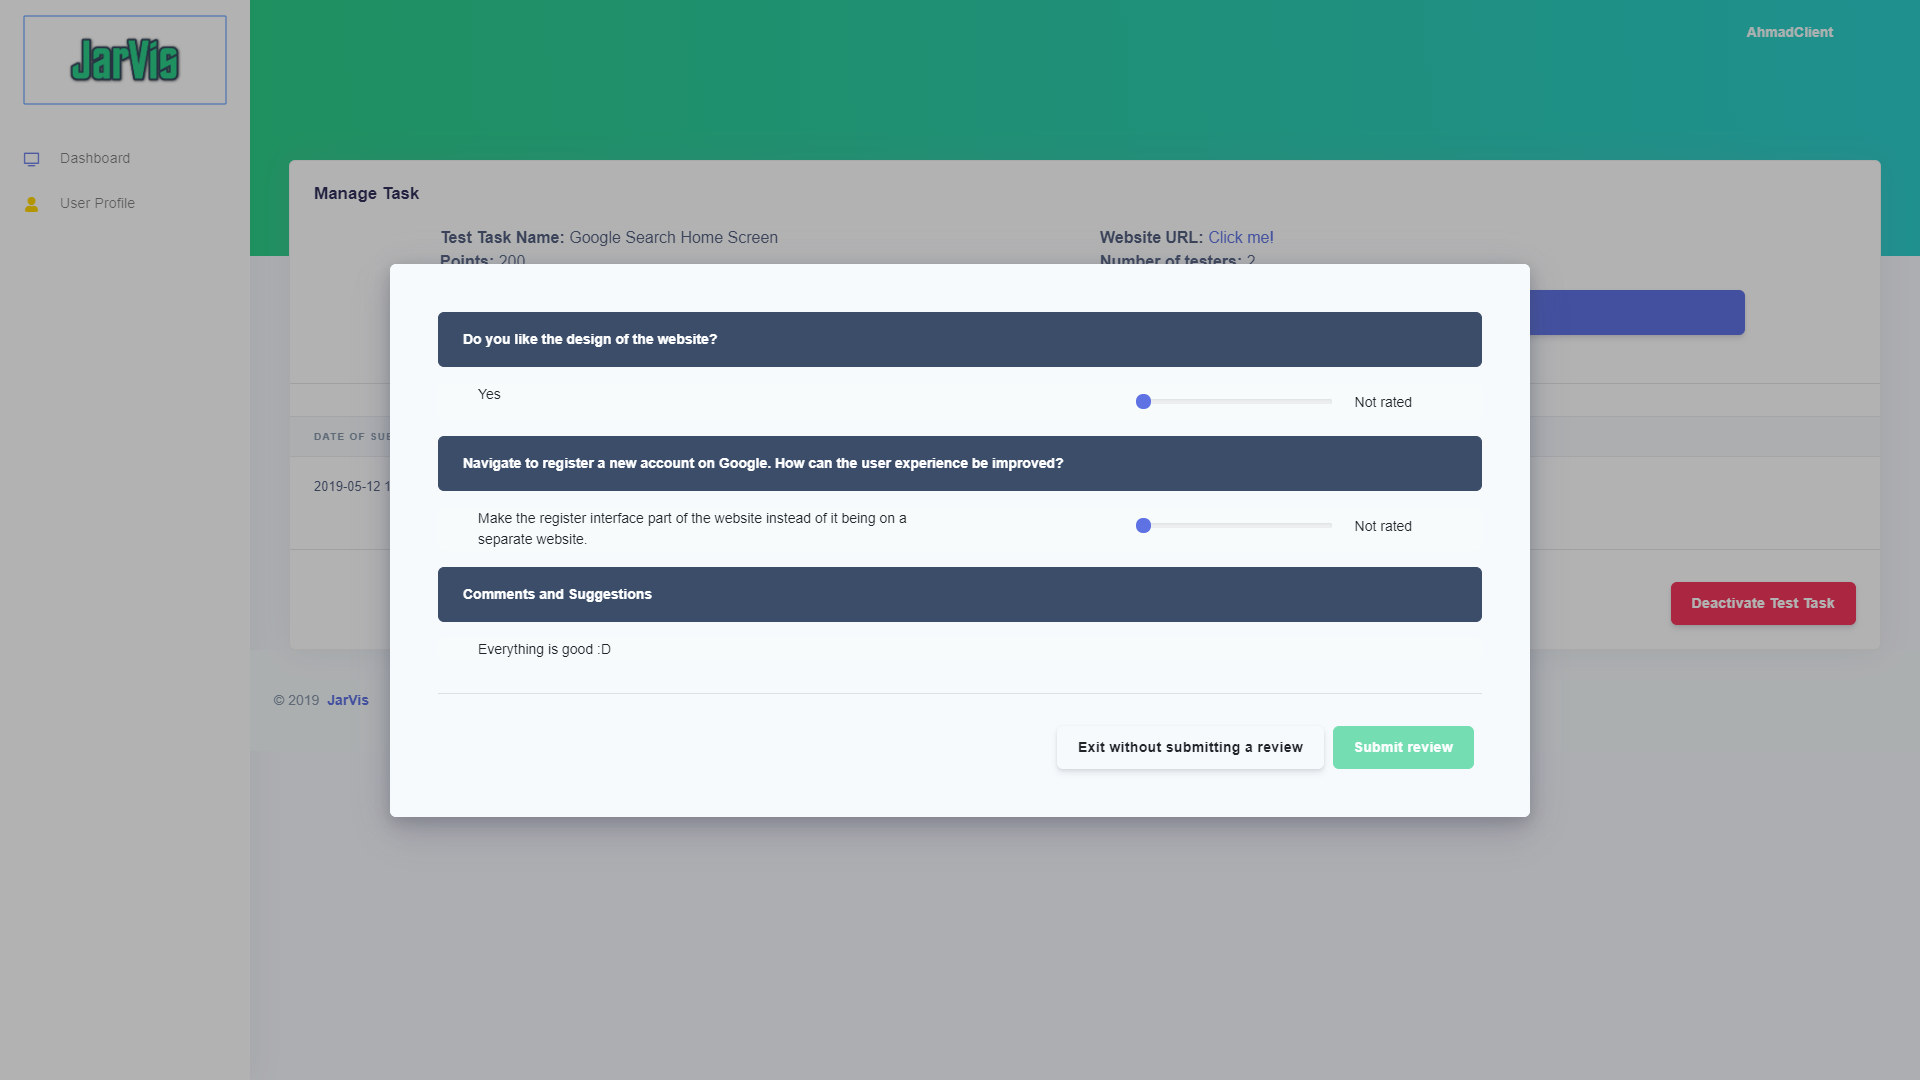 JarVis
AhmadClient
Dashboard
User Profile
Manage Task
Test Task Name: Google Search Home Screen
Website URL: Click me!
Points: 200
Number of testers: 2
Do you like the design of the website?
Yes
Not rated
DATE OF SUB
Navigate to register a new account on Google. How can the user experience be improved?
2019-05-12 1
Make the register interface part of the website instead of it being on a
separate website.
Not rated
Comments and Suggestions
Deactivate Test Task
Everything is good :D
© 2019 JarVis
Exit without submitting a review
Submit review